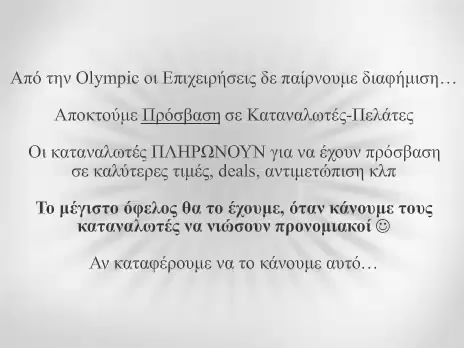 Από την Olympic οι Επιχειρήσεις δε παίρνουμε διαφήμιση…
Αποκτούμε Πρόσβαση σε Καταναλωτές-Πελάτες
Οι καταναλωτές ΠΛΗΡΩΝΟΥΝ για να έχουν πρόσβαση
σε καλύτερες τιμές, deals, αντιμετώπιση κλπ
Το μέγιστο όφελος θα το έχουμε, όταν κάνουμε τους
καταναλωτές να νιώσουν προνομιακοί ☺
Αν καταφέρουμε να το κάνουμε αυτό…